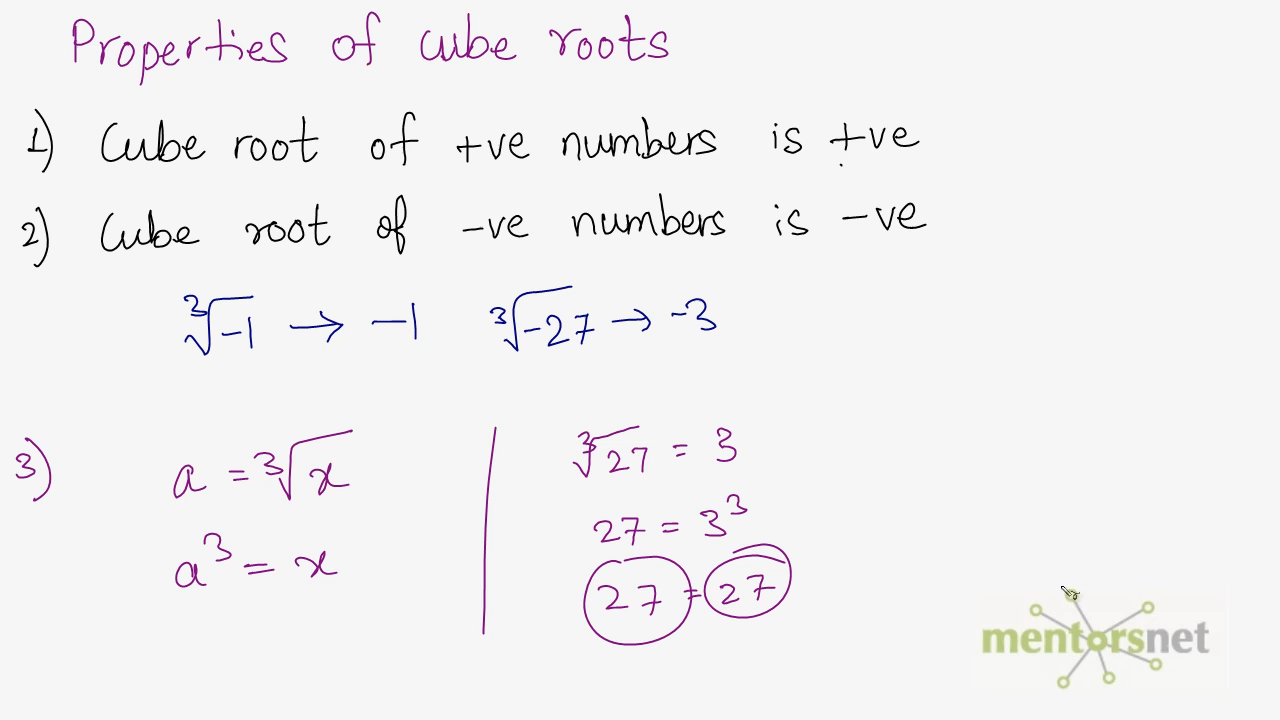 Properties of cube roots
1) Cube root of +ve numbers is +ve
2) Cube root of -ve numbers is -ve
∛-1 → -1 ∛-27 → -3
3) a = ∛x
a³ = x
∛27 = 3
27 = 3³
27 = 27
mentorsnet